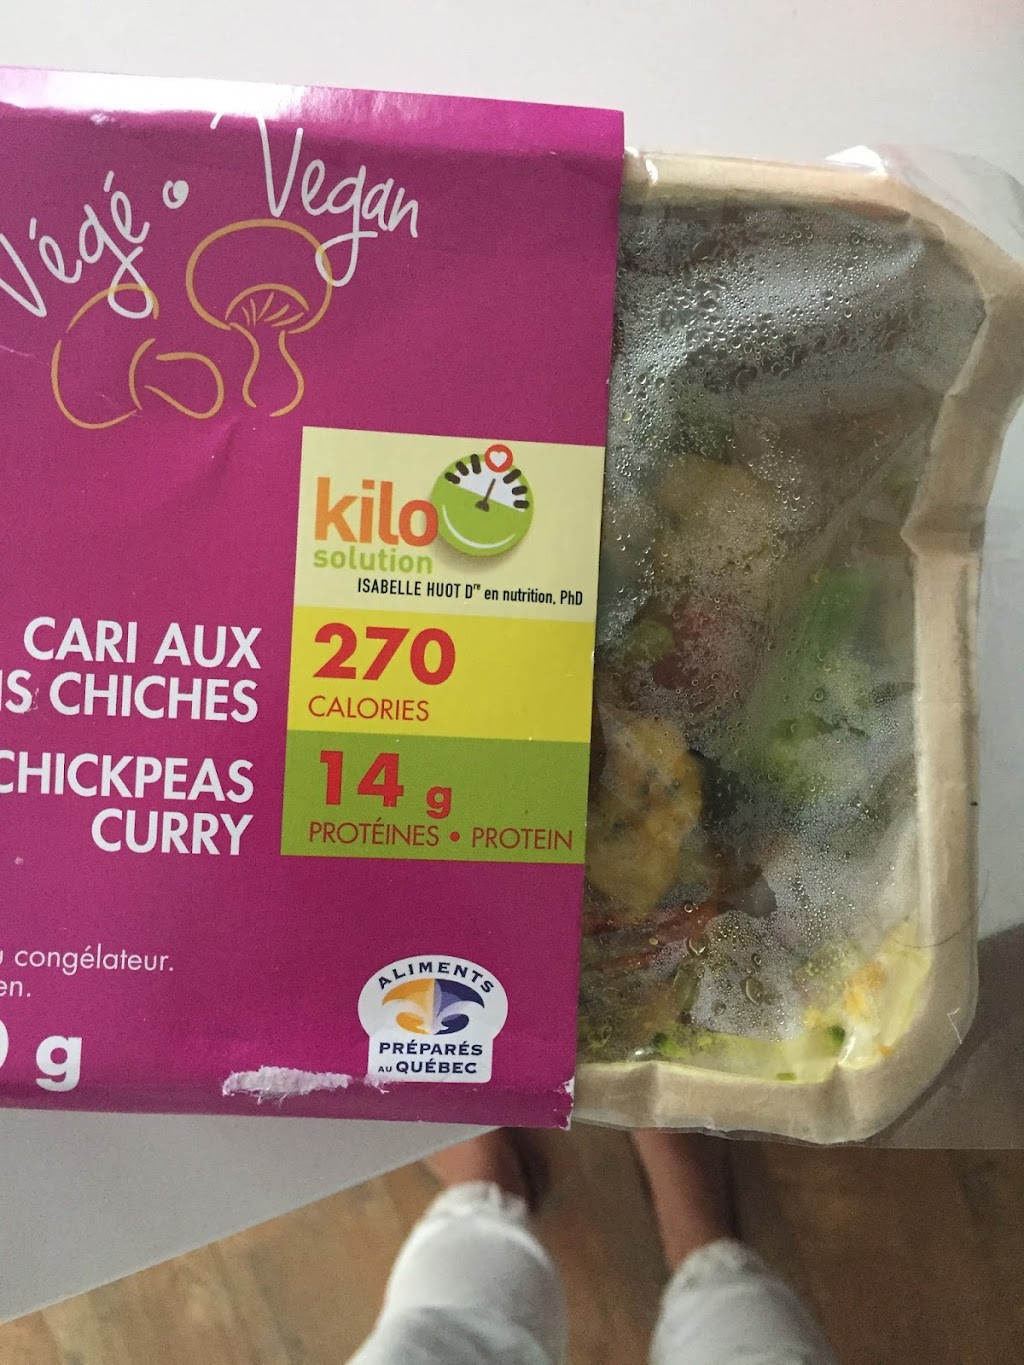 Végé • Vegan
kilo
solution
ISABELLE HUOT Dre en nutrition, PhD
270
CALORIES
14 g
PROTÉINES • PROTEIN
CARI AUX
IS CHICHES
CHICKPEAS
CURRY
congélateur.
en.
g
ALIMENTS
PRÉPARÉS
AU QUÉBEC